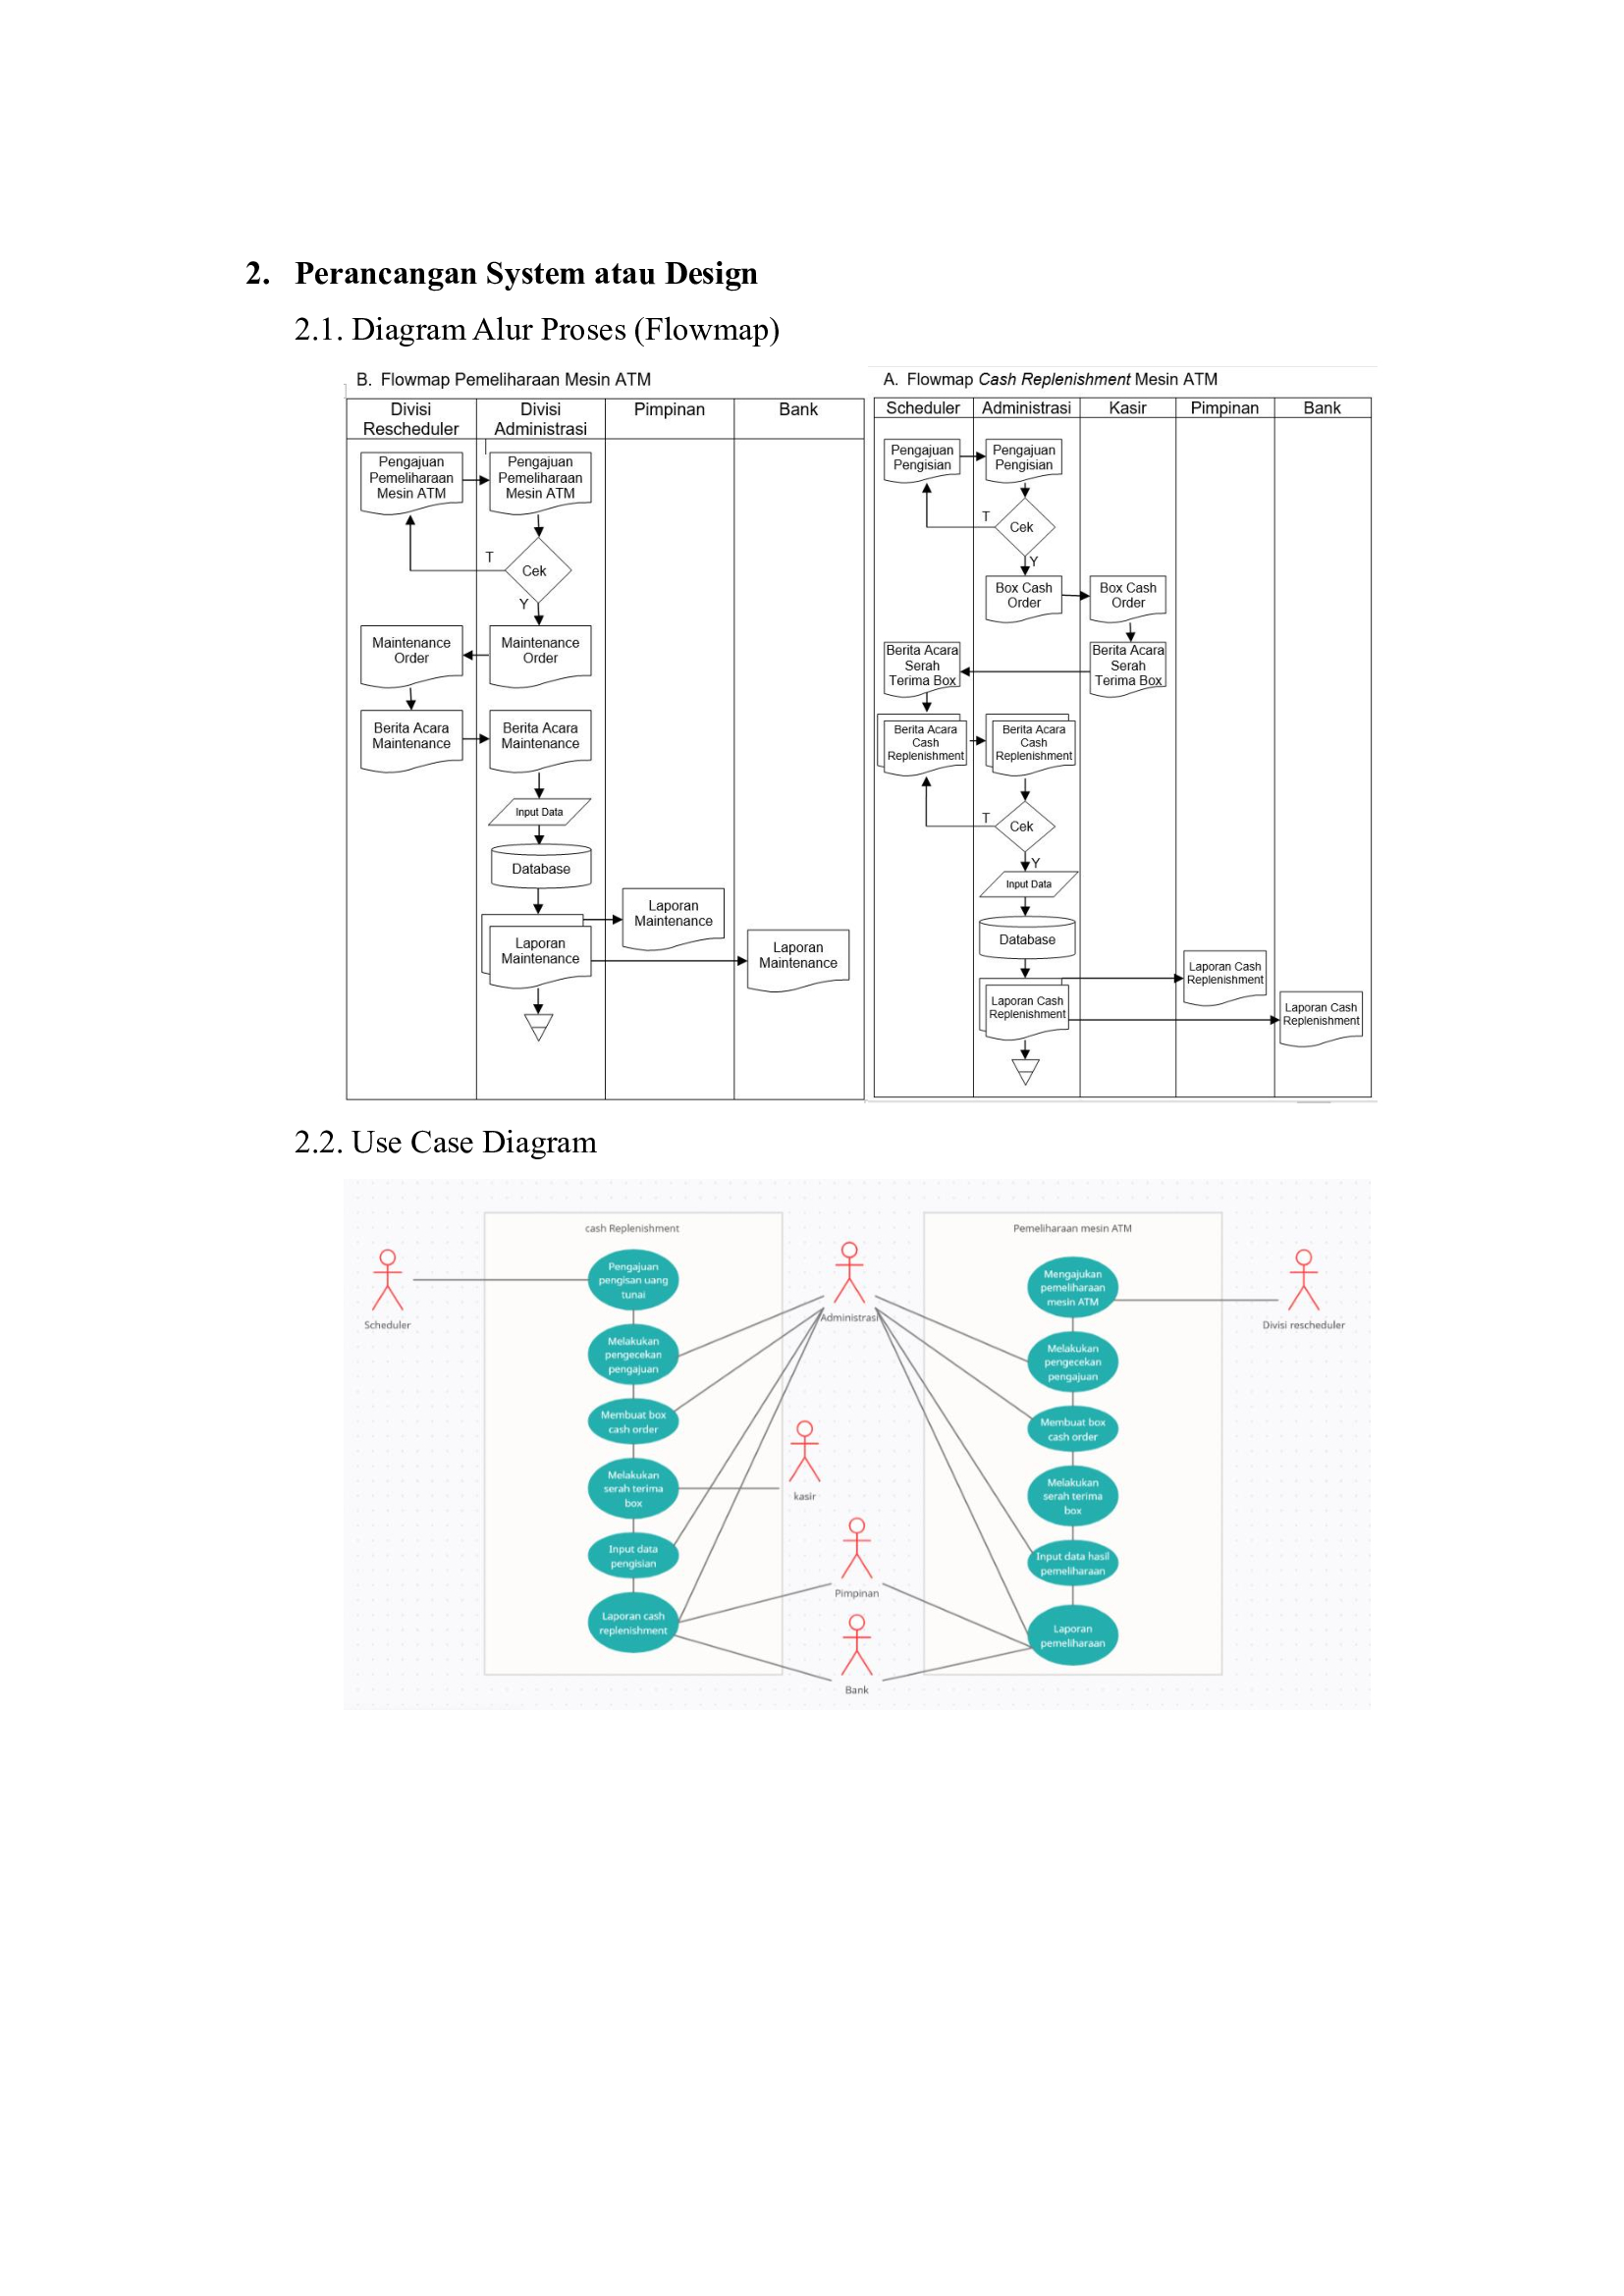 2. Perancangan System atau Design
2.1. Diagram Alur Proses (Flowmap)
B. Flowmap Pemeliharaan Mesin ATM
Divisi
Rescheduler
Divisi
Administrasi
Pimpinan
Bank
Pengajuan
Pemeliharaan
Mesin ATM
Pengajuan
Pemeliharaan
Mesin ATM
Cek
T
Y
Maintenance
Order
Maintenance
Order
Berita Acara
Maintenance
Berita Acara
Maintenance
Input Data
Database
Laporan
Maintenance
Laporan
Maintenance
Laporan
Maintenance
A. Flowmap Cash Replenishment Mesin ATM
Scheduler
Administrasi
Kasir
Pimpinan
Bank
Pengajuan
Pengisian
Pengajuan
Pengisian
T
Cek
Y
Box Cash
Order
Box Cash
Order
Berita Acara
Serah
Terima Box
Berita Acara
Serah
Terima Box
Berita Acara
Cash
Replenishment
Berita Acara
Cash
Replenishment
T
Cek
Y
Input Data
Database
Laporan Cash
Replenishment
Laporan Cash
Replenishment
Laporan Cash
Replenishment
2.2. Use Case Diagram
cash Replenishment
Scheduler
Pengajuan
pengisan uang
tunai
Melakukan
pengecekan
pengajuan
Membuat box
cash order
Melakukan
serah terima
box
Input data
pengisian
Laporan cash
replenishment
Administrasi
kasir
Pimpinan
Bank
Pemeliharaan mesin ATM
Mengajukan
pemeliharaan
mesin ATM
Melakukan
pengecekan
pengajuan
Membuat box
cash order
Melakukan
serah terima
box
Input data hasil
pemeliharaan
Laporan
pemeliharaan
Divisi rescheduler